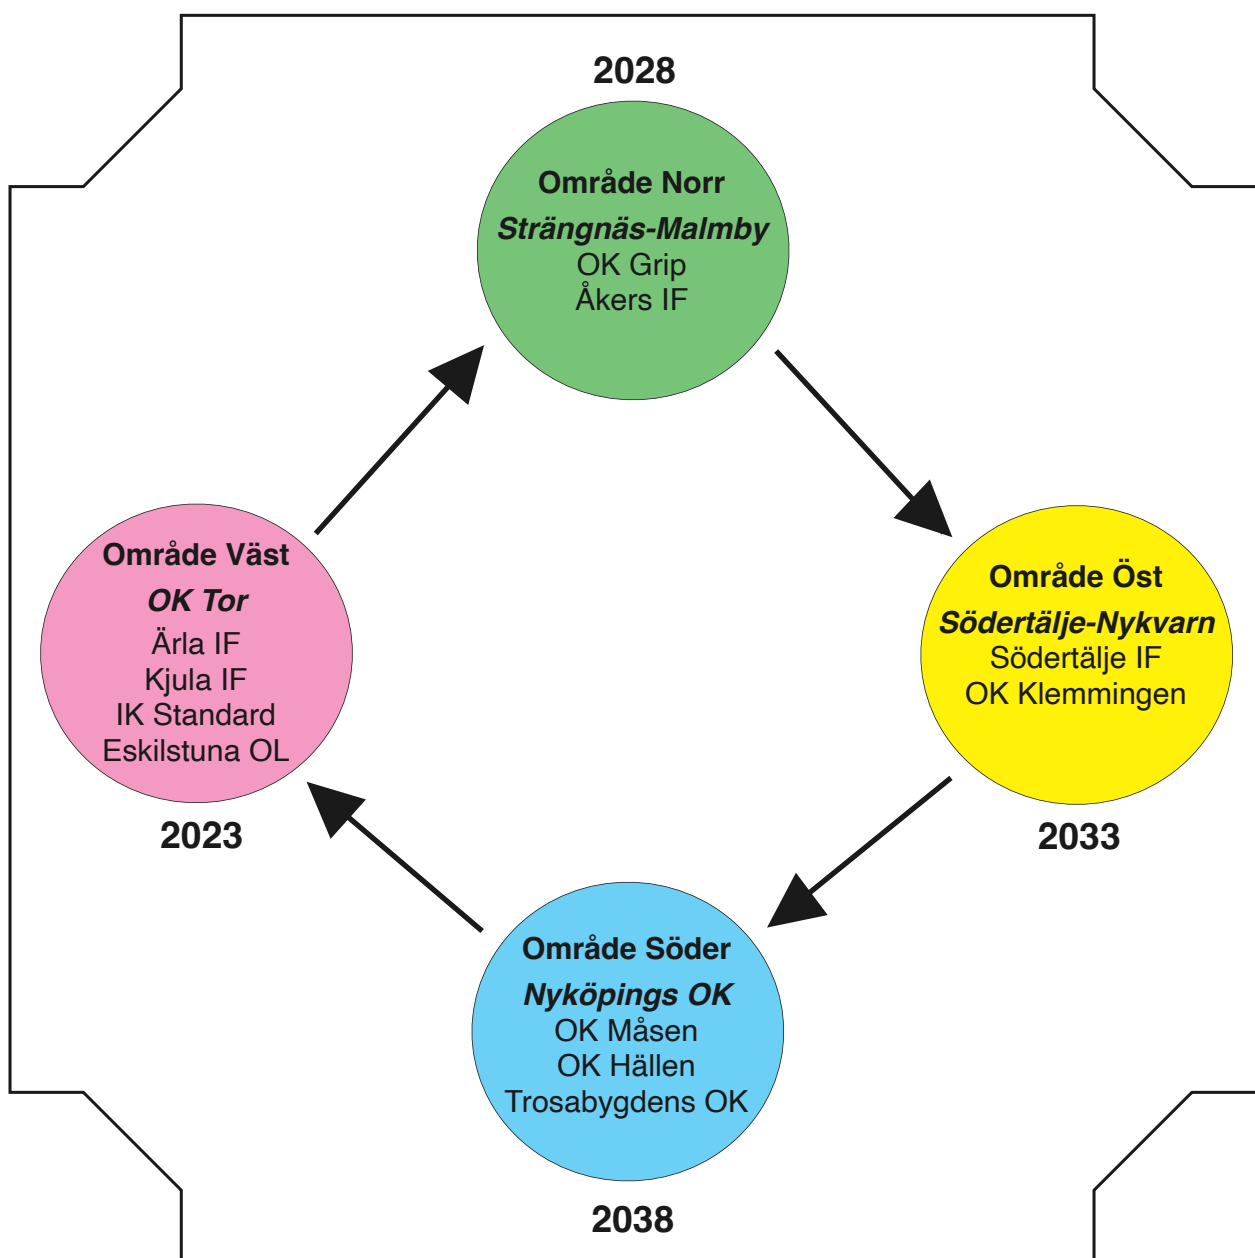 2028
Område Norr
Strängnäs-Malmby
OK Grip
Åkers IF
Område Väst
OK Tor
Ärla IF
Kjula IF
IK Standard
Eskilstuna OL
2023
Område Öst
Södertälje-Nykvarn
Södertälje IF
OK Klemmingen
2033
Område Söder
Nyköpings OK
OK Måsen
OK Hällen
Trosabygdens OK
2038